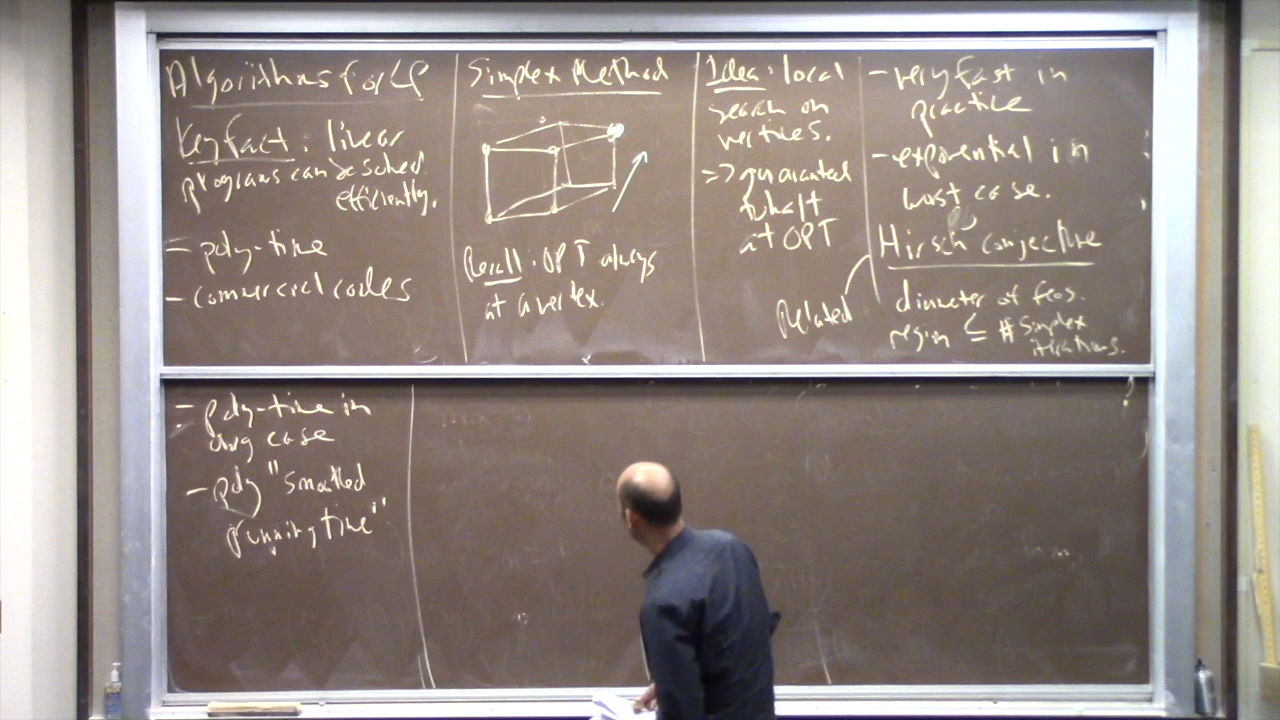 Algorithms for LP
Key fact: linear
programs can be solved
efficiently.
- poly-time
- commercial codes
Simplex Method
Recall: OPT always
at a vertex.
Idea: local
search on
vertices.
=> guaranteed
to halt
at OPT
- very fast in
practice
- exponential in
worst case.
Hirsch conjecture
Related
diameter of feas.
region ≤ # simplex
iterations.
- poly-time in
avg case
- poly "smoothed
running time"